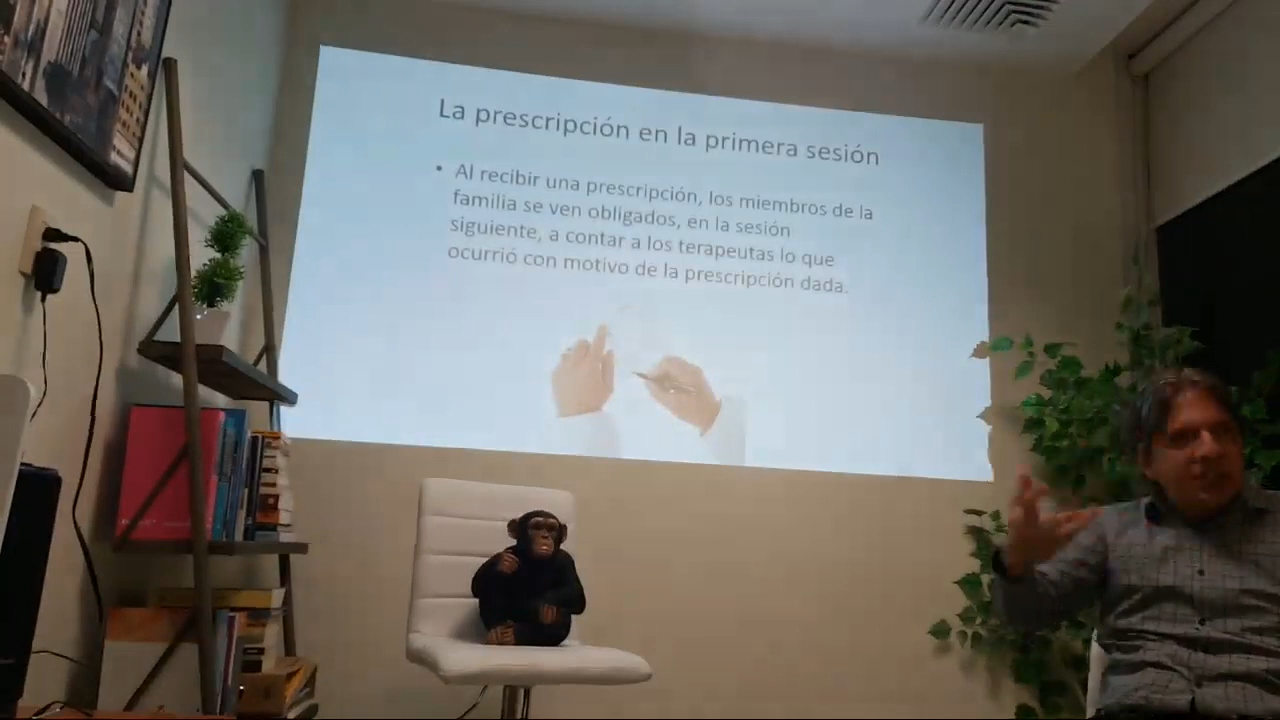 La prescripción en la primera sesión
• Al recibir una prescripción, los miembros de la
familia se ven obligados, en la sesión
siguiente, a contar a los terapeutas lo que
ocurrió con motivo de la prescripción dada.